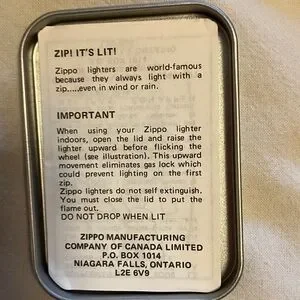 ZIP! IT'S LIT!
Zippo lighters are world-famous
because they always light with a
zip.....even in wind or rain.
IMPORTANT
When using your Zippo lighter
indoors, open the lid and raise the
lighter upward before flicking the
wheel (see illustration). This upward
movement eliminates gas lock which
could prevent lighting on the first
zip.
Zippo lighters do not self extinguish.
You must close the lid to put the
flame out.
DO NOT DROP WHEN LIT
ZIPPO MANUFACTURING
COMPANY OF CANADA LIMITED
P.O. BOX 1014
NIAGARA FALLS, ONTARIO
L2E 6V9